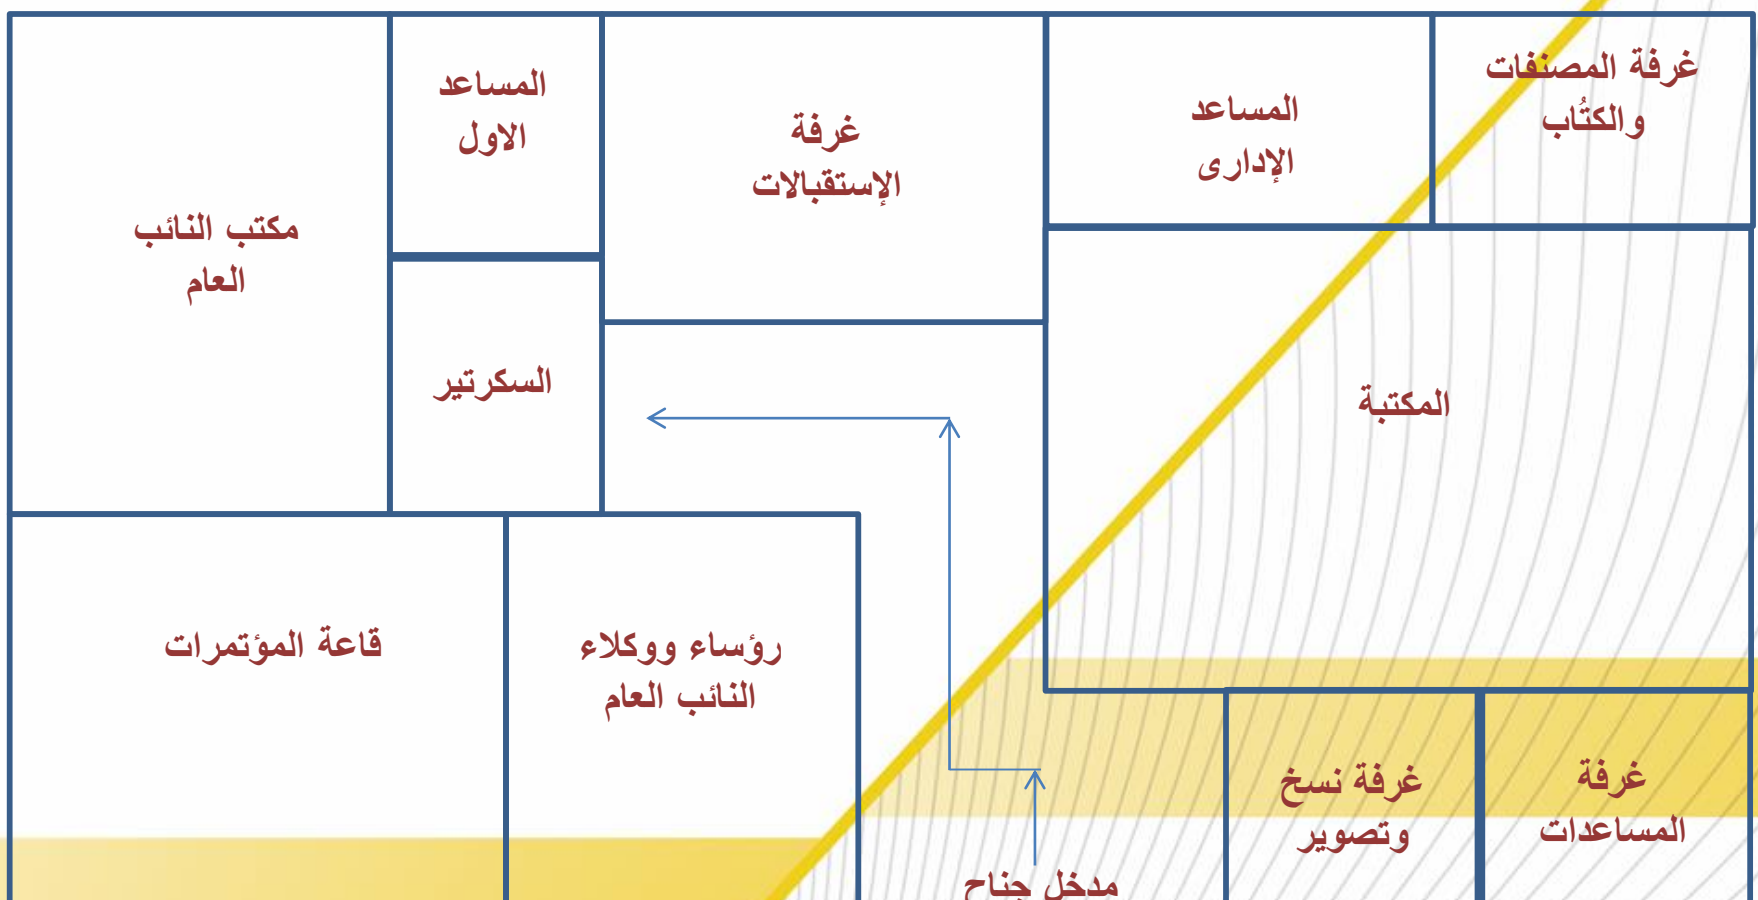 غرفة المصنفات
والكتُاب
المساعد
الإدارى
غرفة
الإستقبالات
المساعد
الاول
مكتب النائب
العام
السكرتير
المكتبة
رؤساء ووكلاء
النائب العام
قاعة المؤتمرات
غرفة
المساعدات
غرفة نسخ
وتصوير
مدخل جناح